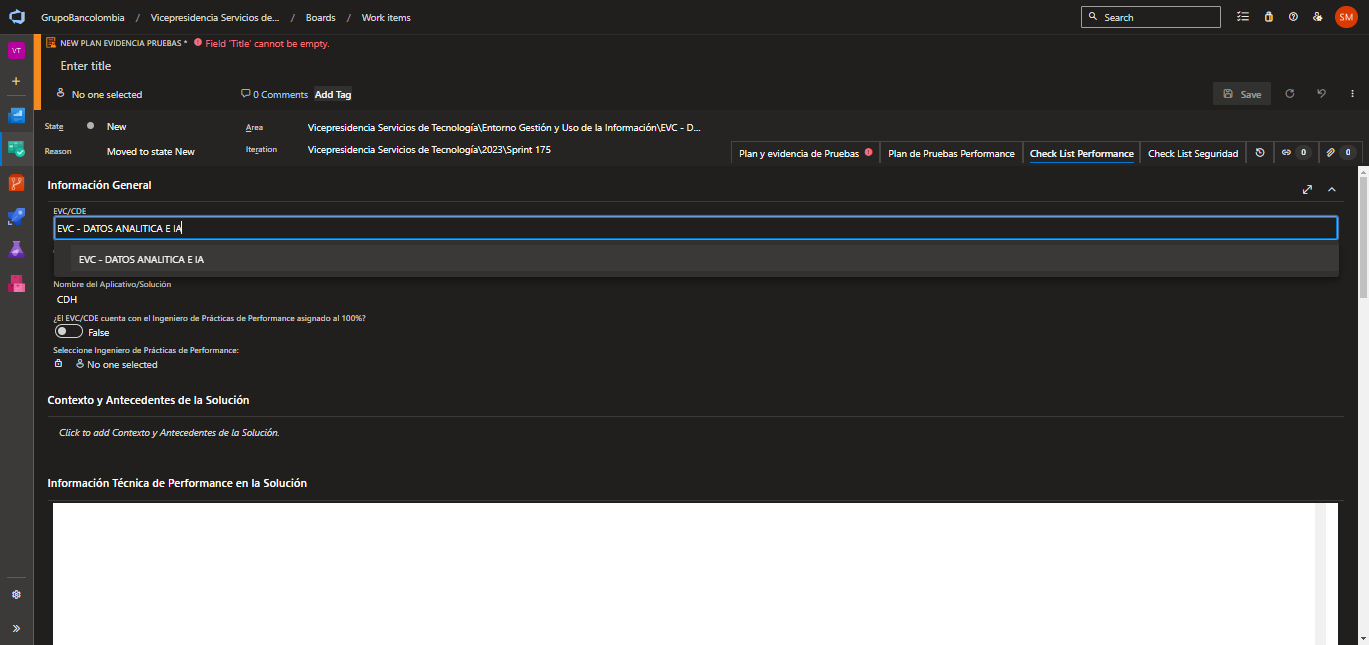 GrupoBancolombia / Vicepresidencia Servicios de... / Boards / Work items
Search
SM
VT
NEW PLAN EVIDENCIA PRUEBAS * Field 'Title' cannot be empty.
Enter title
No one selected
0 Comments
Add Tag
Save
State
New
Area
Vicepresidencia Servicios de Tecnología\Entorno Gestión y Uso de la Información\EVC - D...
Reason
Moved to state New
Iteration
Vicepresidencia Servicios de Tecnología\2023\Sprint 175
Plan y evidencia de Pruebas
Plan de Pruebas Performance
Check List Performance
Check List Seguridad
0
0
Información General
EVC/CDE
EVC - DATOS ANALITICA E IA
EVC - DATOS ANALITICA E IA
Nombre del Aplicativo/Solución
CDH
¿El EVC/CDE cuenta con el Ingeniero de Prácticas de Performance asignado al 100%?
False
Seleccione Ingeniero de Prácticas de Performance:
No one selected
Contexto y Antecedentes de la Solución
Click to add Contexto y Antecedentes de la Solución.
Información Técnica de Performance en la Solución